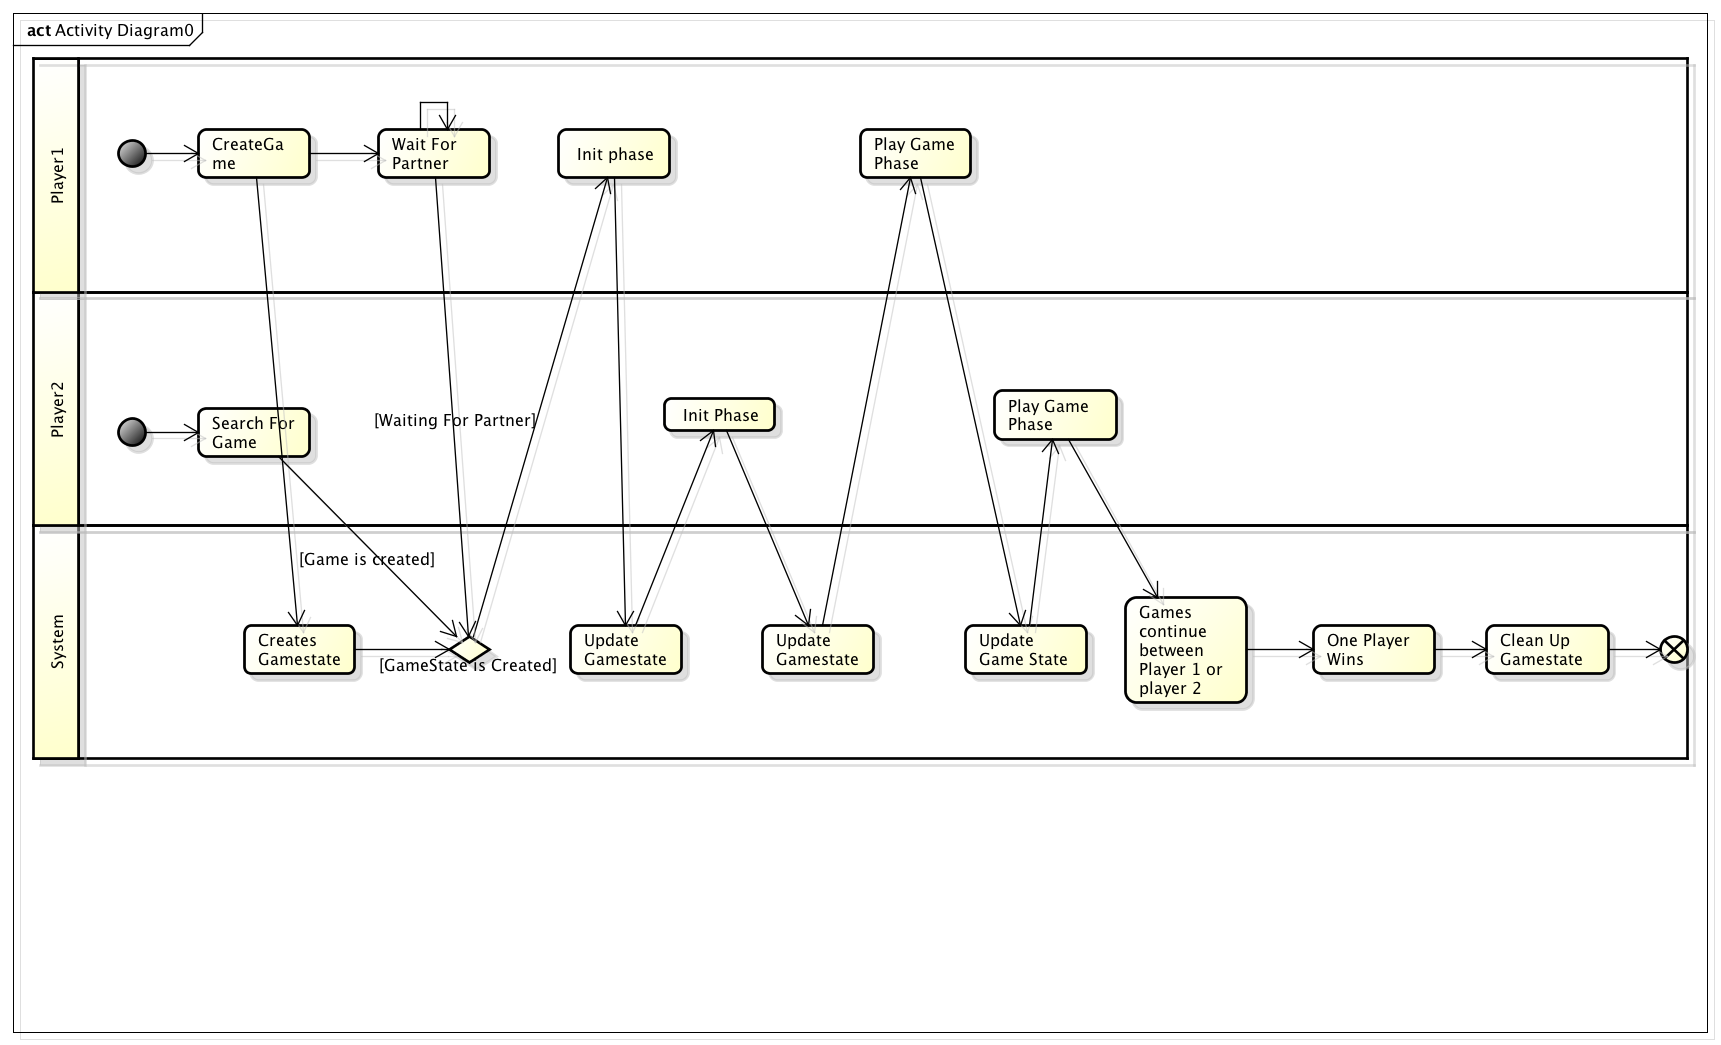 act Activity Diagram0
Player1
CreateGa
me
Wait For
Partner
Init phase
Play Game
Phase
Player2
Search For
Game
[Waiting For Partner]
Init Phase
Play Game
Phase
System
[Game is created]
Creates
Gamestate
[GameState is Created]
Update
Gamestate
Update
Gamestate
Update
Game State
Games
continue
between
Player 1 or
player 2
One Player
Wins
Clean Up
Gamestate